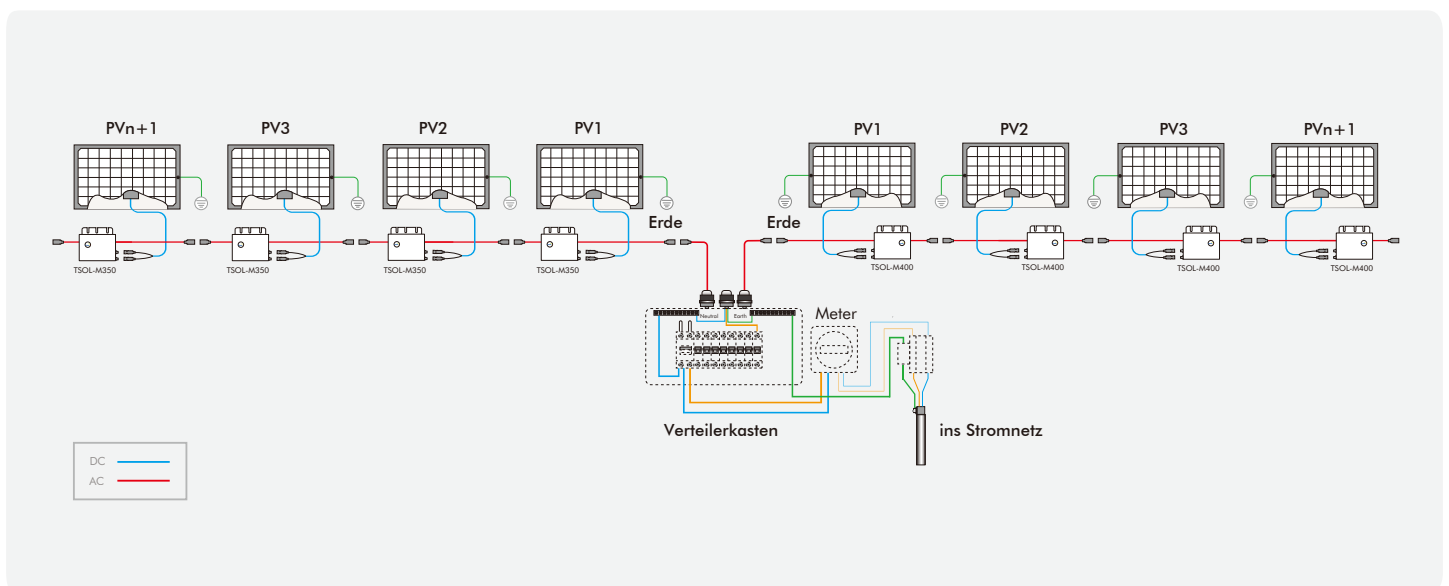 PVn+1
PV3
PV2
PV1
PV1
PV2
PV3
PVn+1
Erde
Erde
TSOL-M350
TSOL-M350
TSOL-M350
TSOL-M350
TSOL-M400
TSOL-M400
TSOL-M400
TSOL-M400
Neutral
Earth
Meter
Verteilerkasten
ins Stromnetz
DC
AC